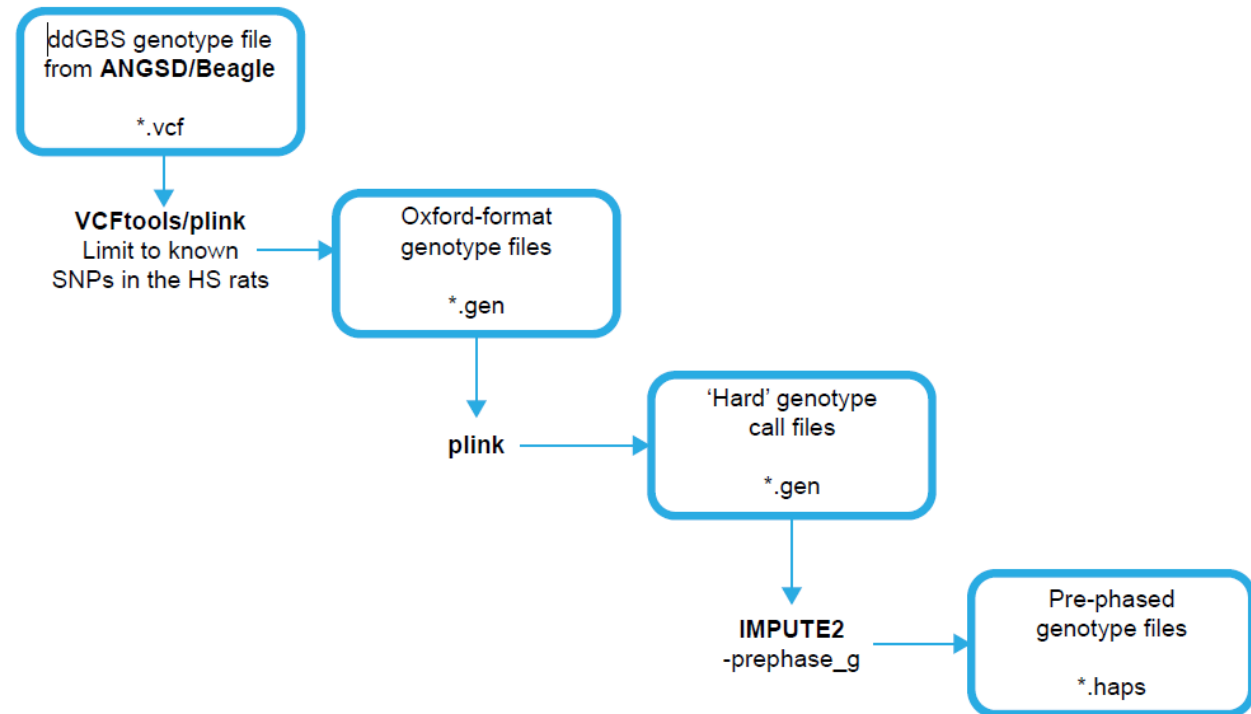 ddGBS genotype file
from ANGSD/Beagle
*.vcf
VCFtools/plink
Limit to known
SNPs in the HS rats
Oxford-format
genotype files
*.gen
plink
‘Hard’ genotype
call files
*.gen
IMPUTE2
-prephase_g
Pre-phased
genotype files
*.haps